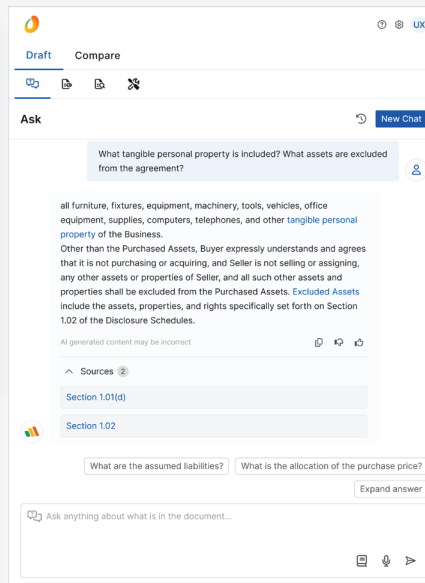 UX
Draft
Compare
Ask
New Chat
What tangible personal property is included? What assets are excluded
from the agreement?
all furniture, fixtures, equipment, machinery, tools, vehicles, office
equipment, supplies, computers, telephones, and other tangible personal
property of the Business.
Other than the Purchased Assets, Buyer expressly understands and agrees
that it is not purchasing or acquiring, and Seller is not selling or assigning,
any other assets or properties of Seller, and all such other assets and
properties shall be excluded from the Purchased Assets. Excluded Assets
include the assets, properties, and rights specifically set forth on Section
1.02 of the Disclosure Schedules.
AI generated content may be incorrect
Sources 2
Section 1.01(d)
Section 1.02
What are the assumed liabilities?
What is the allocation of the purchase price?
Expand answer
Ask anything about what is in the document...